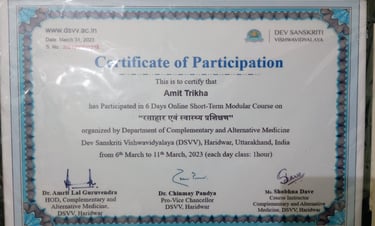 www.dsvv.ac.in
Date: March 31, 2023
S. No.
DEV SANSKRITI
VISHWAVIDYALAYA
Certificate of Participation
This is to certify that
Amit Trikha
has Participated in 6 Days Online Short-Term Modular Course on
"रसाहार एवं स्वास्थ्य प्रशिक्षण"
organized by Department of Complementary and Alternative Medicine
Dev Sanskriti Vishwavidyalaya (DSVV), Haridwar, Uttarakhand, India
from 6th March to 11th March, 2023 (each day class: 1hour)
Dr. Amrit Lal Guruvendra
HOD, Complementary and
Alternative Medicine,
DSVV, Haridwar
Dr. Chinmay Pandya
Pro-Vice Chancellor
DSVV, Haridwar
Ms. Shobhna Dave
Course Instructor
Complementary and Alternative
Medicine, DSVV, Haridwar